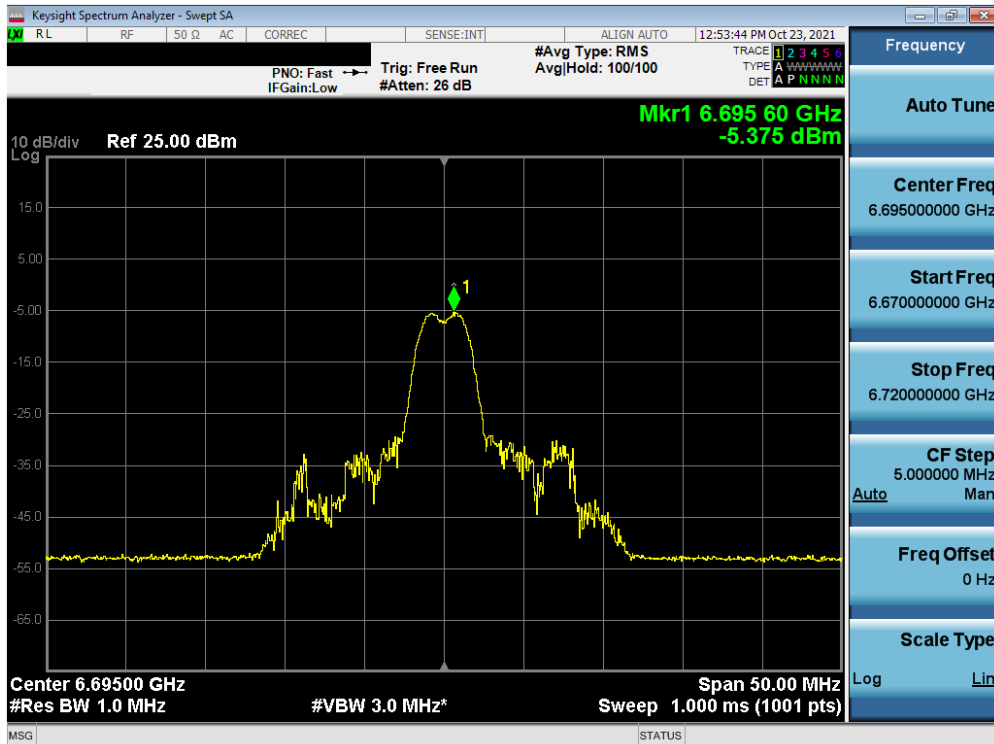 Keysight Spectrum Analyzer - Swept SA
LXI RL RF 50 Ω AC CORREC SENSE:INT ALIGN AUTO 12:53:44 PM Oct 23, 2021
PNO: Fast
IFGain:Low
Trig: Free Run
#Atten: 26 dB
#Avg Type: RMS
Avg|Hold: 100/100
TRACE 1 2 3 4 5 6
TYPE A WWWWW
DET A P N N N N
Mkr1 6.695 60 GHz
-5.375 dBm
10 dB/div Ref 25.00 dBm
Log
15.0
5.00
1
-5.00
-15.0
-25.0
-35.0
-45.0
-55.0
-65.0
Center 6.69500 GHz Span 50.00 MHz
#Res BW 1.0 MHz #VBW 3.0 MHz* Sweep 1.000 ms (1001 pts)
MSG STATUS
Frequency
Auto Tune
Center Freq
6.695000000 GHz
Start Freq
6.670000000 GHz
Stop Freq
6.720000000 GHz
CF Step
5.000000 MHz
Auto Man
Freq Offset
0 Hz
Scale Type
Log Lin